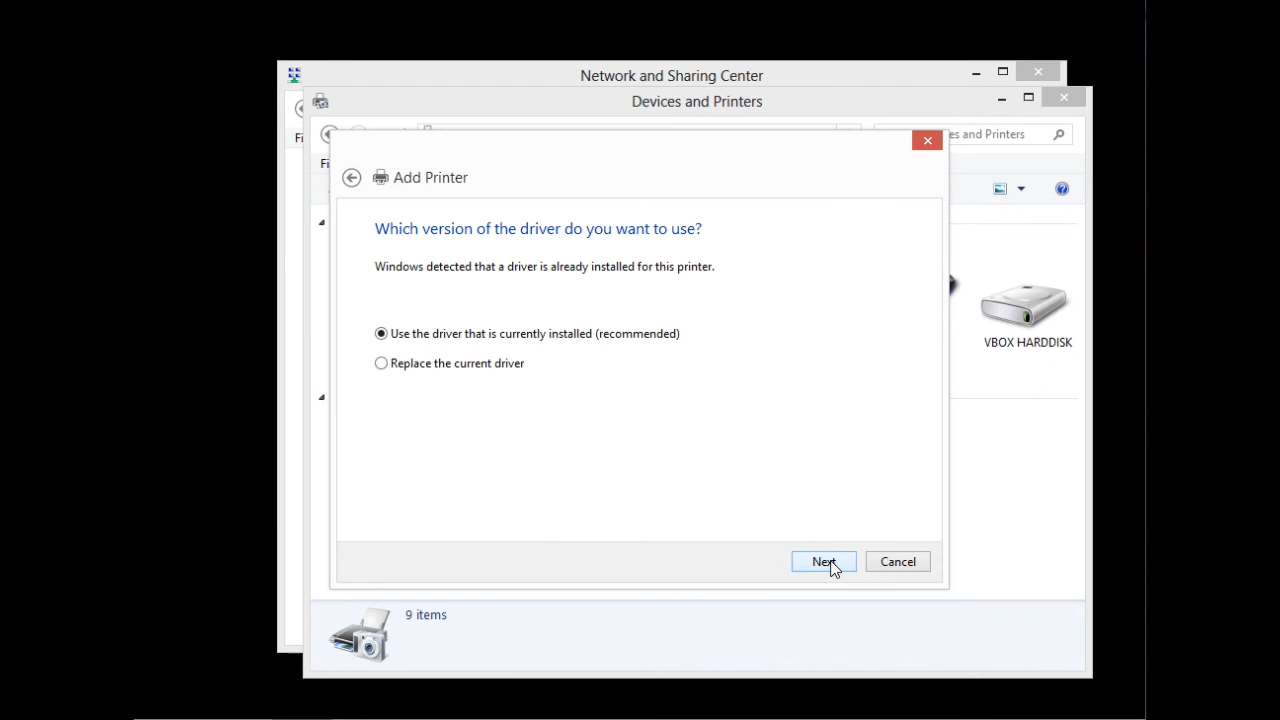 Network and Sharing Center
Devices and Printers
es and Printers
Fi
Fi
Add Printer
Which version of the driver do you want to use?
Windows detected that a driver is already installed for this printer.
Use the driver that is currently installed (recommended)
Replace the current driver
VBOX HARDDISK
Next
Cancel
9 items